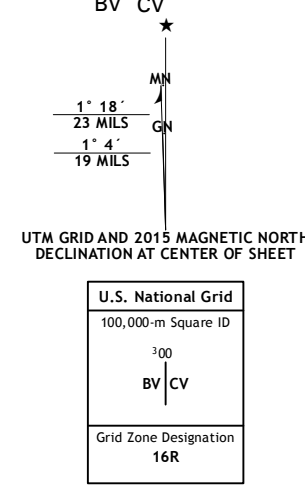 BV CV
★
MN
1° 18´
23 MILS
GN
1° 4´
19 MILS
UTM GRID AND 2015 MAGNETIC NORTH
DECLINATION AT CENTER OF SHEET
U.S. National Grid
100,000-m Square ID
³00
BV CV
Grid Zone Designation
16R